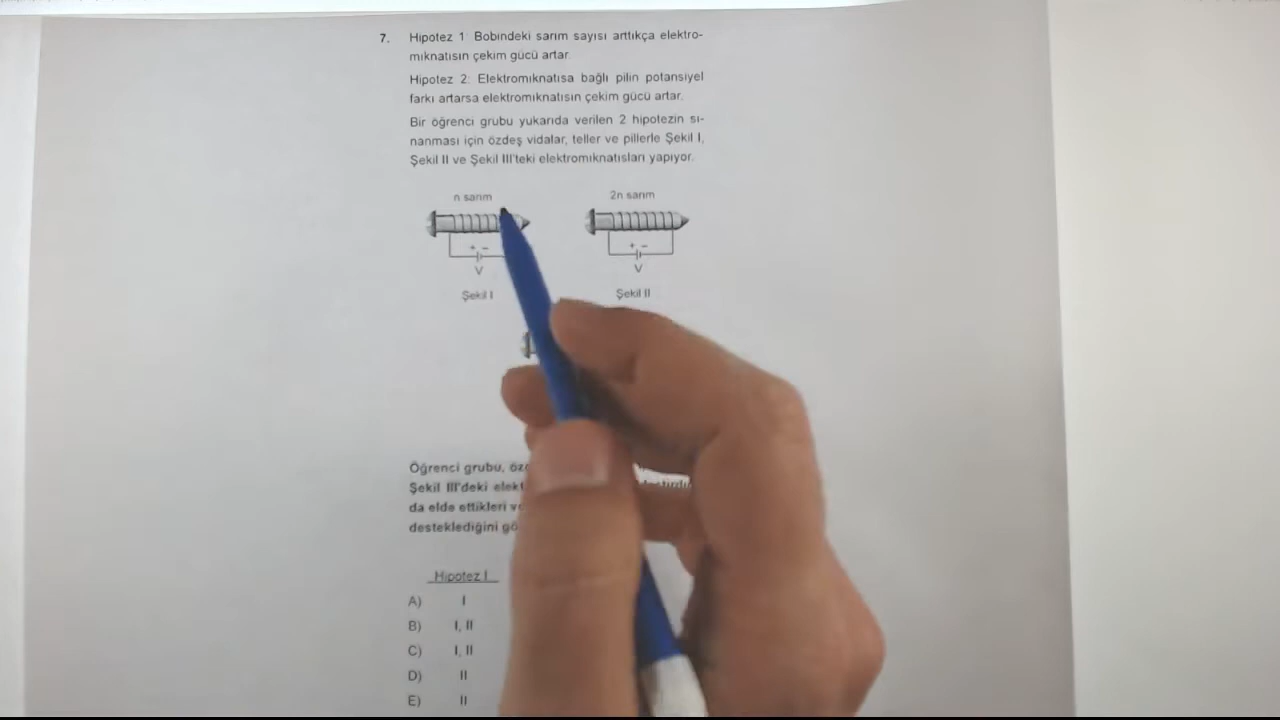 7. Hipotez 1: Bobindeki sarım sayısı arttıkça elektro-
mıknatısın çekim gücü artar.
Hipotez 2: Elektromıknatısa bağlı pilin potansiyel
farkı artarsa elektromıknatısın çekim gücü artar.
Bir öğrenci grubu yukarıda verilen 2 hipotezin sı-
nanması için özdeş vidalar, teller ve pillerle Şekil I,
Şekil II ve Şekil III'teki elektromıknatısları yapıyor.
n sarım
2n sarım
+ -
+ -
V
V
Şekil I
Şekil II
Öğrenci grubu,
Şekil III'deki
da elde ettikleri
desteklediğini
Hipotez I
A) I
B) I, II
C) I, II
D) II
E) II